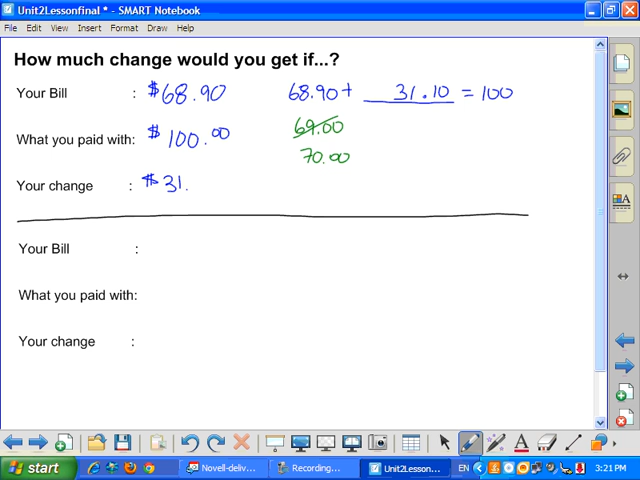 Unit2Lessonfinal * - SMART Notebook
File Edit View Insert Format Draw Help
How much change would you get if...?
Your Bill : $68.90 68.90+ 31.10 = 100
What you paid with: $100.00 69.00
70.00
Your change : $31.
Your Bill :
What you paid with:
Your change :
start Novell-deliv... Recording... Unit2Lesson... EN 3:21 PM